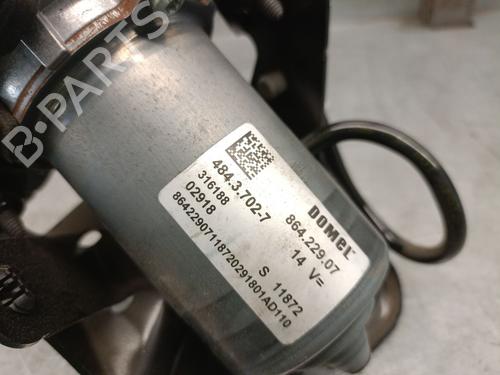 B-PARTS
DOMEL
864.229.07
14 V=
S 11872
484.3.702-7
316188
02918
86422907118720291801AD110